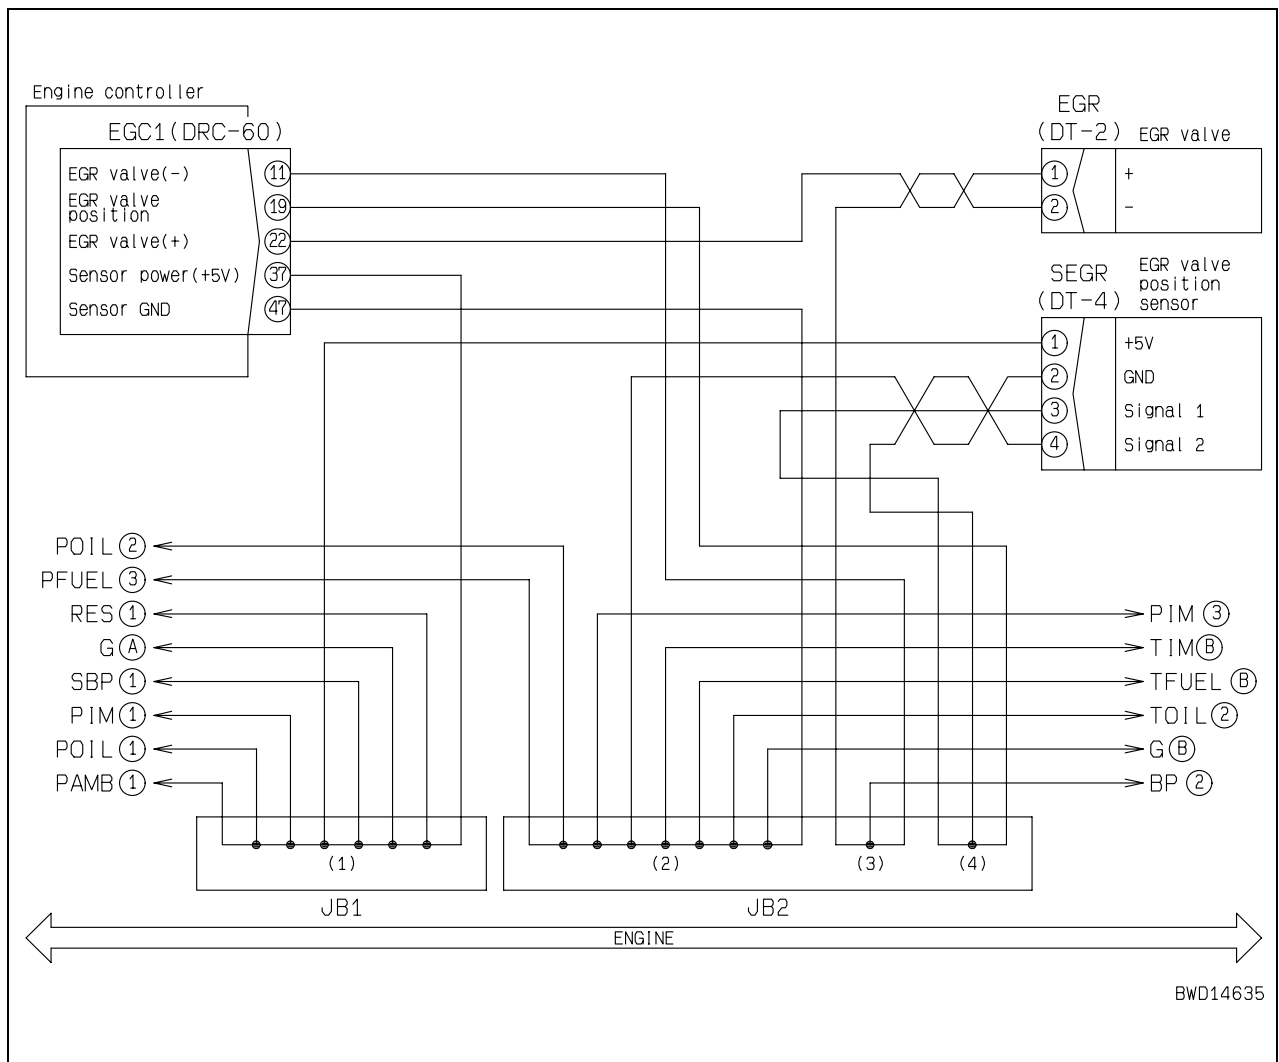 Engine controller
EGC1(DRC-60)
EGR valve(-) 11
EGR valve
position 19
EGR valve(+) 22
Sensor power(+5V) 37
Sensor GND 47
EGR
(DT-2) EGR valve
1 +
2 -
SEGR
(DT-4)
EGR valve
position
sensor
1 +5V
2 GND
3 Signal 1
4 Signal 2
POIL 2
PFUEL 3
RES 1
G A
SBP 1
PIM 1
POIL 1
PAMB 1
PIM 3
TIM B
TFUEL B
TOIL 2
G B
BP 2
(1) (2) (3) (4)
JB1 JB2
ENGINE
BWD14635